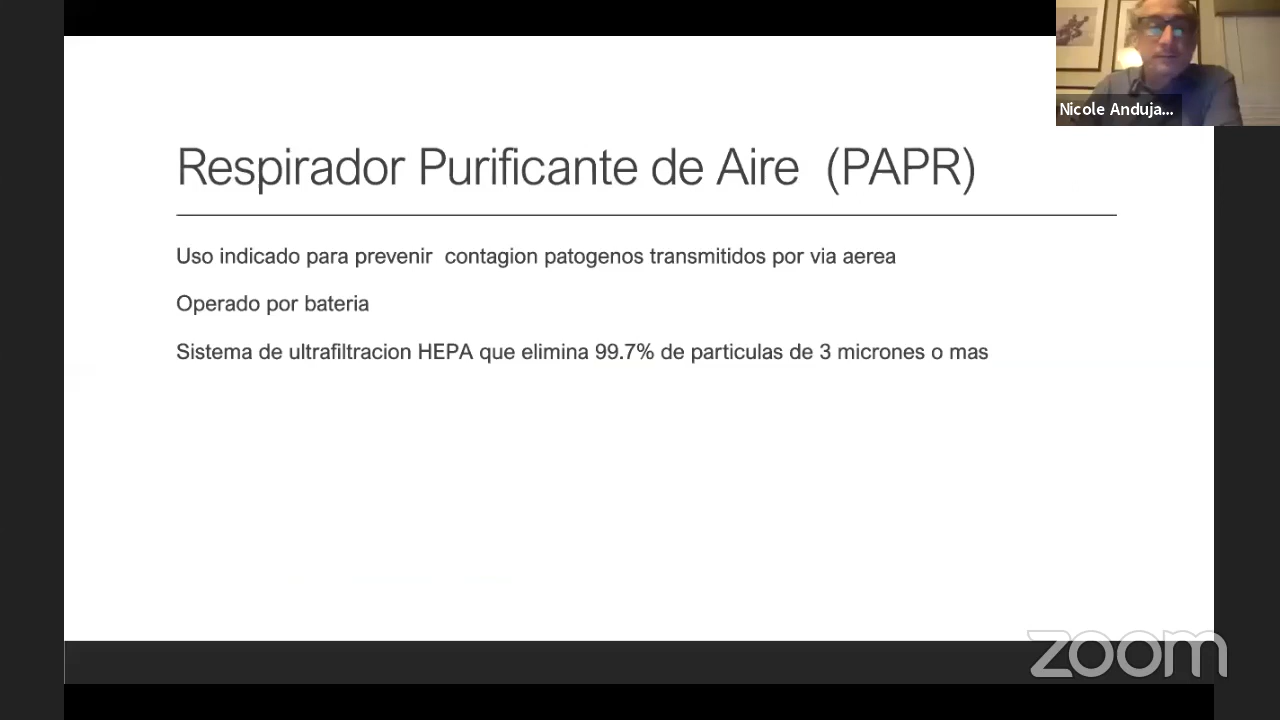 Nicole Anduja...
Respirador Purificante de Aire (PAPR)
Uso indicado para prevenir contagion patogenos transmitidos por via aerea
Operado por bateria
Sistema de ultrafiltracion HEPA que elimina 99.7% de particulas de 3 micrones o mas
zoom